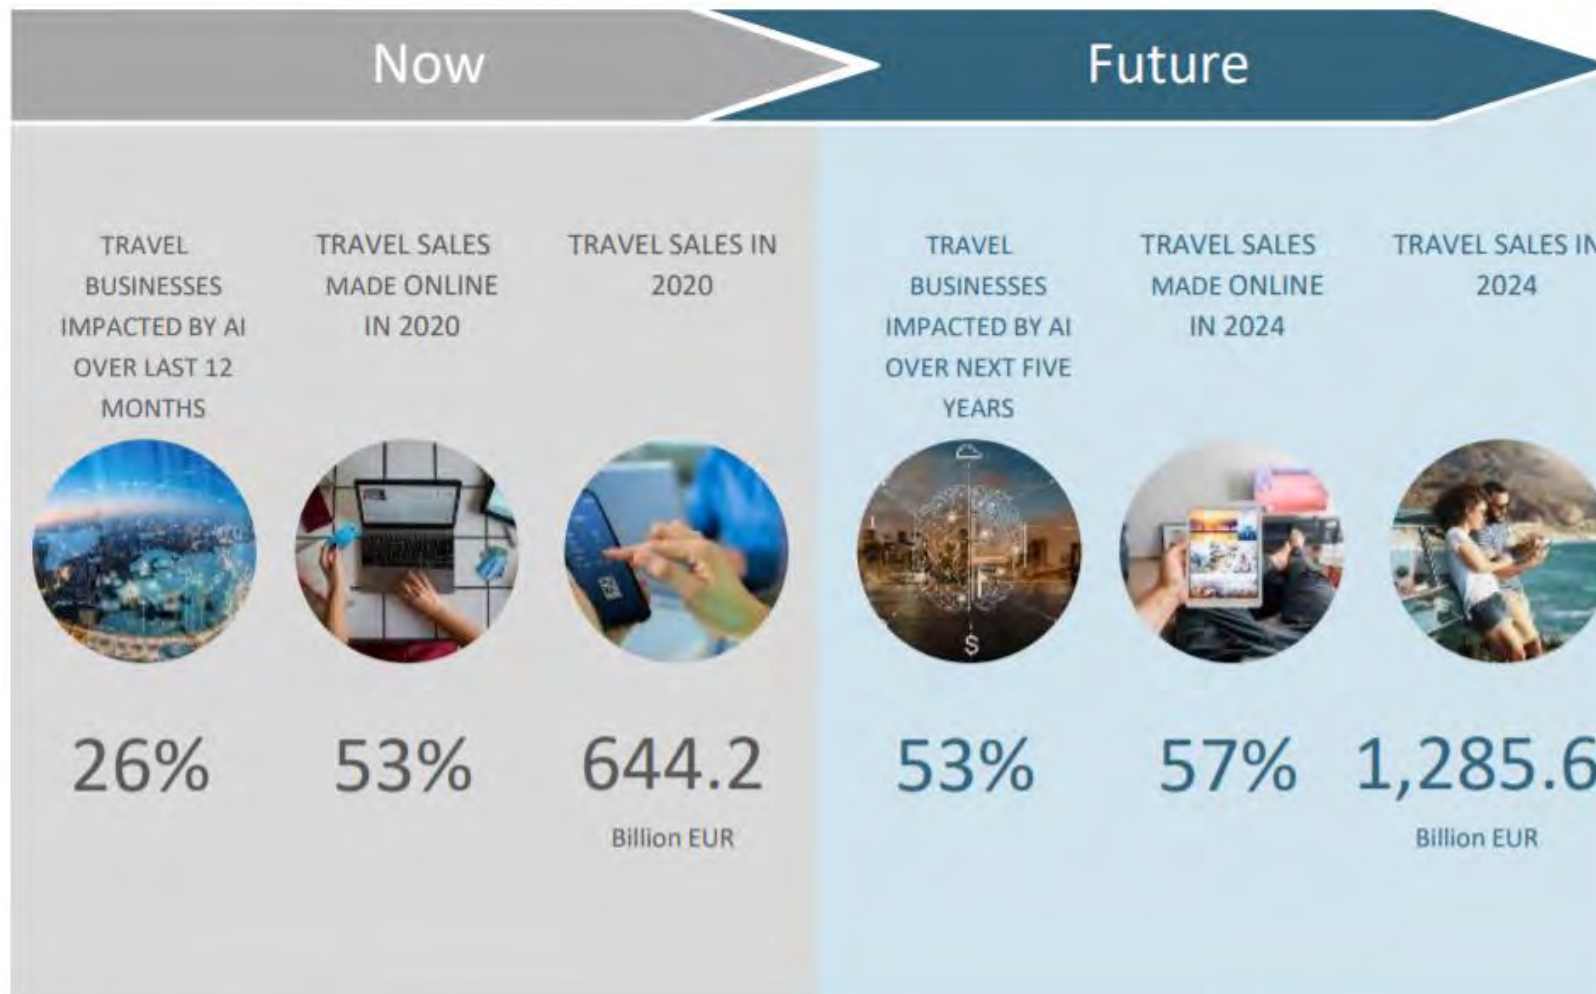 Now
Future
TRAVEL
BUSINESSES
IMPACTED BY AI
OVER LAST 12
MONTHS
TRAVEL SALES
MADE ONLINE
IN 2020
TRAVEL SALES IN
2020
TRAVEL
BUSINESSES
IMPACTED BY AI
OVER NEXT FIVE
YEARS
TRAVEL SALES
MADE ONLINE
IN 2024
TRAVEL SALES IN
2024
$
26%
53%
644.2
Billion EUR
53%
57%
1,285.6
Billion EUR